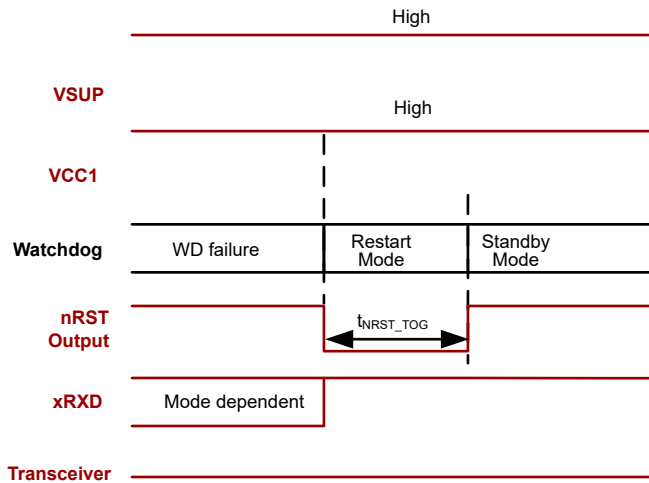 High
VSUP
High
VCC1
Watchdog
WD failure
Restart
Mode
Standby
Mode
nRST
Output
tNRST_TOG
xRXD
Mode dependent
Transceiver